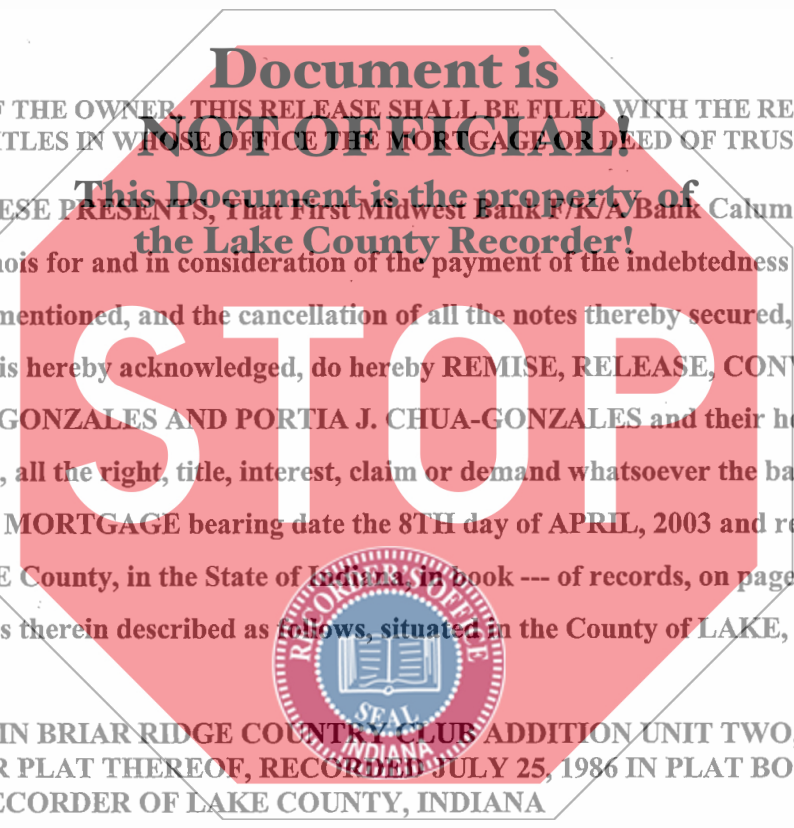 Document is
F THE OWNER, THIS RELEASE SHALL BE FILED WITH THE RE
NOT OFFICIAL!
TLES IN WHOSE OFFICE THE MORTGAGE OR DEED OF TRUS
This Document is the property of
ESE PRESENTS, That First Midwest Bank F/K/A Bank Calum
the Lake County Recorder!
nois for and in consideration of the payment of the indebtedness
mentioned, and the cancellation of all the notes thereby secured,
is hereby acknowledged, do hereby REMISE, RELEASE, CONV
GONZALES AND PORTIA J. CHUA-GONZALES and their he
STOP
, all the right, title, interest, claim or demand whatsoever the ba
MORTGAGE bearing date the 8TH day of APRIL, 2003 and re
E County, in the State of Indiana, in book --- of records, on page
s therein described as follows, situated in the County of LAKE,
RECORDER'S OFFICE
SEAL
INDIANA
IN BRIAR RIDGE COUNTRY CLUB ADDITION UNIT TWO,
R PLAT THEREOF, RECORDED JULY 25, 1986 IN PLAT BO
ECORDER OF LAKE COUNTY, INDIANA